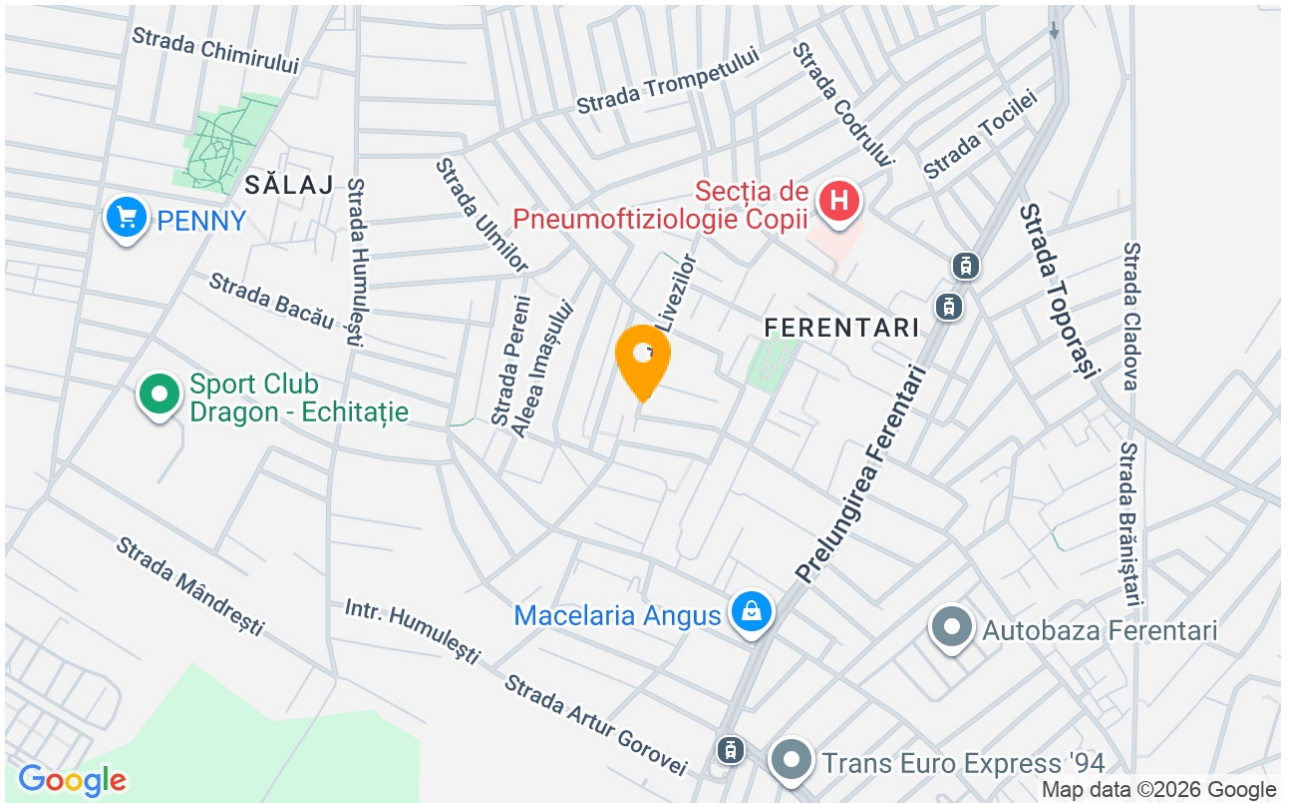 Strada Chimirului
Strada Trompetului
Strada Codrului
Strada Tocilei
SĂLAJ
PENNY
Strada Humulești
Strada Ulmilor
Secția de
Pneumoftiziologie Copii
H
Strada Toporași
Strada Cladova
Strada Bacău
Strada Pereni
Aleea Imașului
Livezilor
FERENTARI
Sport Club
Dragon - Echitație
Prelungirea Ferentari
Strada Brăniștari
Strada Mândrești
Intr. Humulești
Macelaria Angus
Autobaza Ferentari
Strada Artur Gorovei
Trans Euro Express '94
Google
Map data ©2026 Google